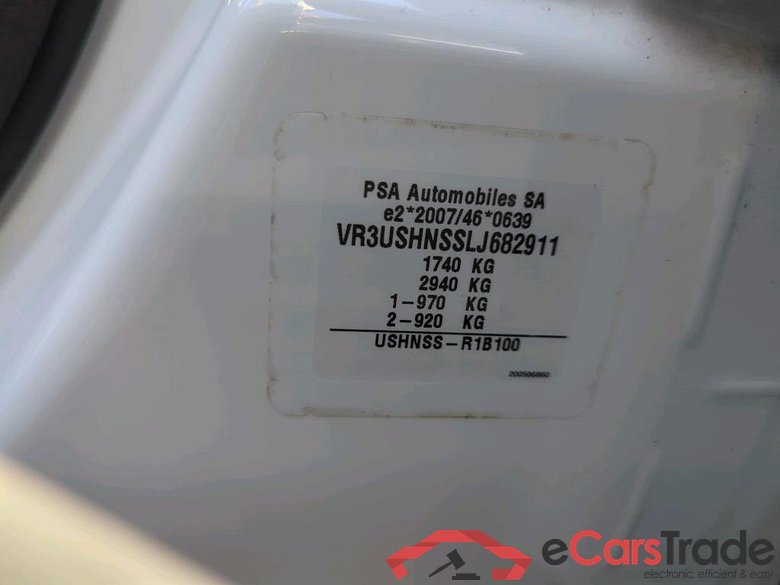 PSA Automobiles SA
e2*2007/46*0639
VR3USHNSSLJ682911
1740 KG
2940 KG
1-970 KG
2-920 KG
USHNSS-R1B100
200586860
eCarsTrade
electronic, efficient & easy